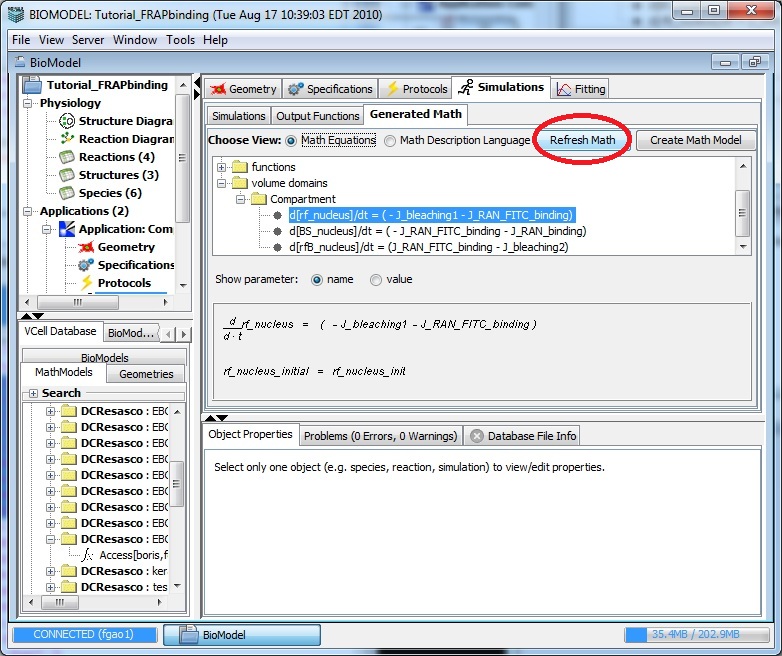 BIOMODEL: Tutorial_FRAPbinding (Tue Aug 17 10:39:03 EDT 2010)
File View Server Window Tools Help
BioModel
Tutorial_FRAPbinding
Physiology
Structure Diagra
Reaction Diagran
Reactions (4)
Structures (3)
Species (6)
Applications (2)
Application: Com
Geometry
Specifications
Protocols
VCell Database BioMod...
BioModels
MathModels Geometries
Search
DCResasco : EBC
DCResasco : EBC
DCResasco : EBC
DCResasco : EBC
DCResasco : EBC
DCResasco : EBC
DCResasco : EBC
DCResasco : EBC
DCResasco : EBC
Access[boris,f
DCResasco : ker
DCResasco : tes
Geometry Specifications Protocols Simulations Fitting
Simulations Output Functions Generated Math
Choose View: Math Equations Math Description Language Refresh Math Create Math Model
functions
volume domains
Compartment
d[rf_nucleus]/dt = ( - J_bleaching1 - J_RAN_FITC_binding)
d[BS_nucleus]/dt = ( - J_RAN_FITC_binding - J_RAN_binding)
d[rfB_nucleus]/dt = (J_RAN_FITC_binding - J_bleaching2)
Show parameter: name value
d
rf_nucleus = ( - J_bleaching1 - J_RAN_FITC_binding )
d · t
rf_nucleus_initial = rf_nucleus_init
Object Properties Problems (0 Errors, 0 Warnings) Database File Info
Select only one object (e.g. species, reaction, simulation) to view/edit properties.
CONNECTED (fgao1) BioModel 35.4MB / 202.9MB